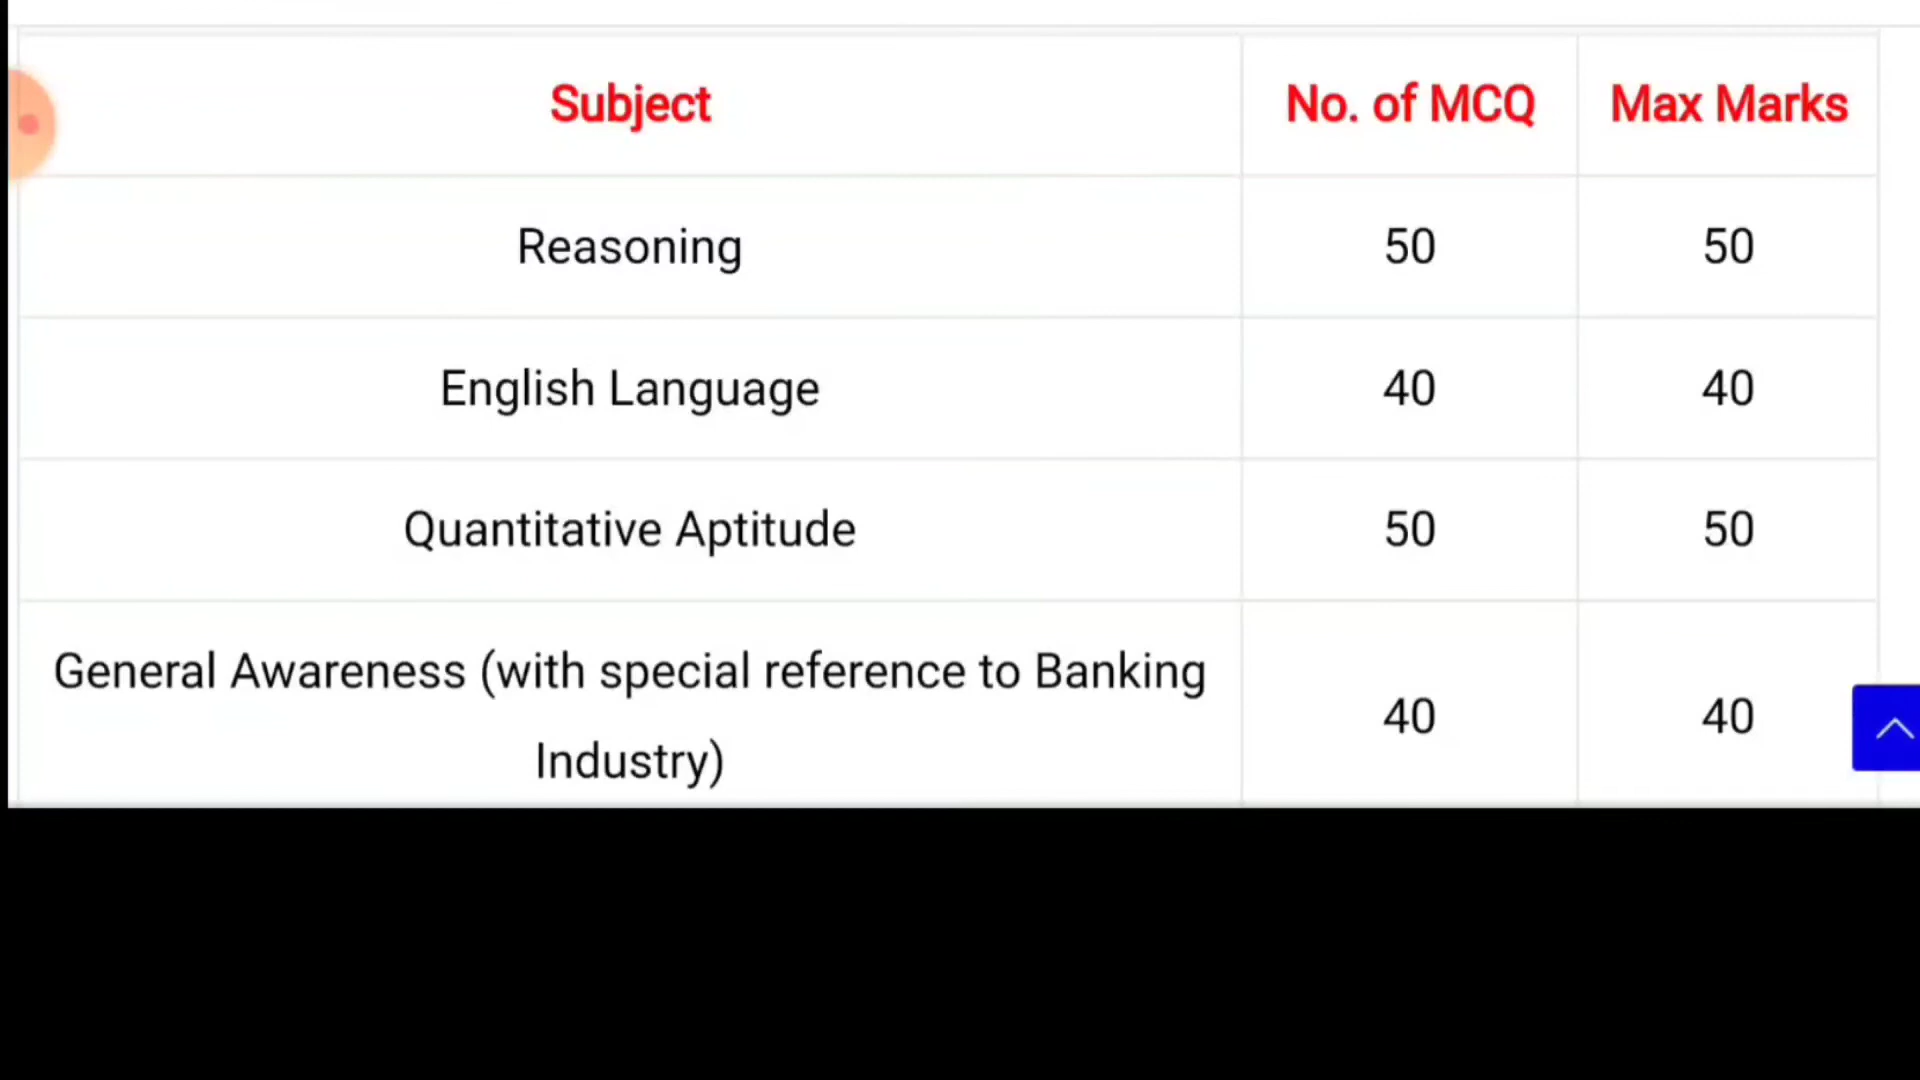 Subject No. of MCQ Max Marks
Reasoning 50 50
English Language 40 40
Quantitative Aptitude 50 50
General Awareness (with special reference to Banking
Industry) 40 40